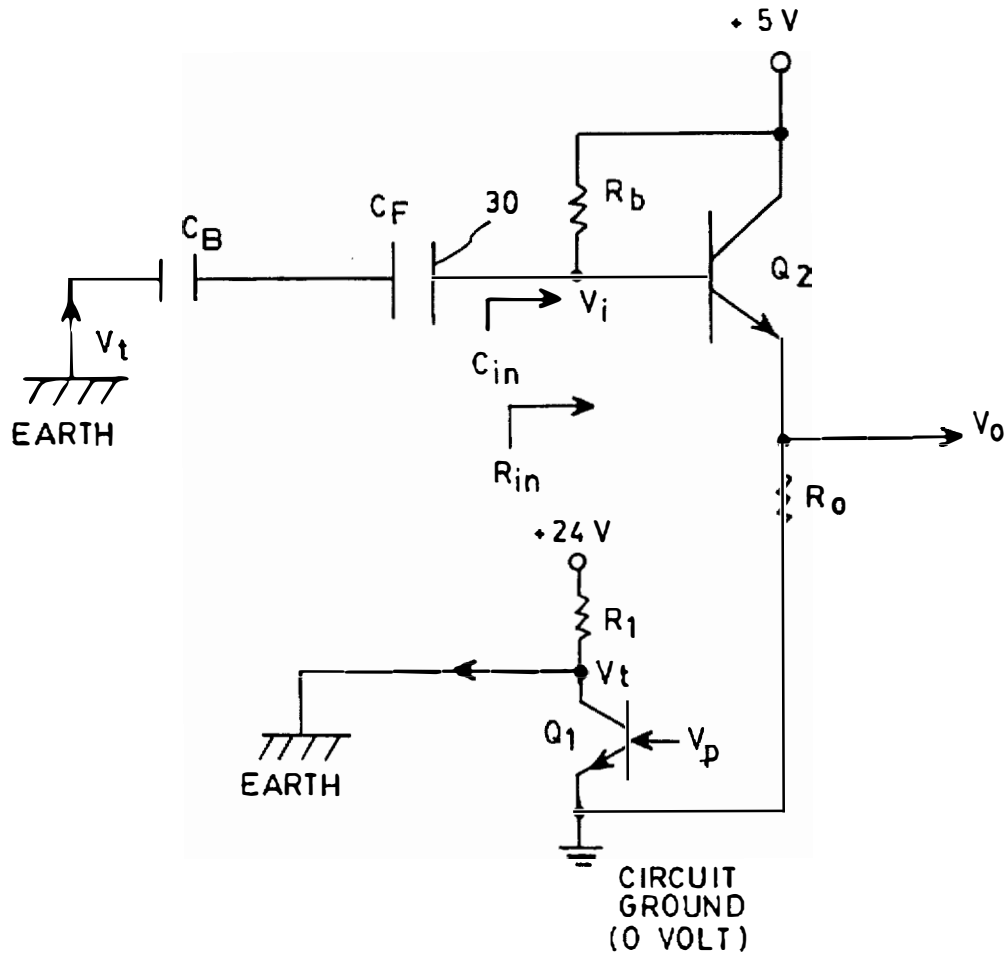 + 5 V
R_b
30
C_F
C_B
Q_2
V_i
V_t
C_in
EARTH
V_o
R_in
R_o
+24 V
R_1
V_t
Q_1
V_p
EARTH
CIRCUIT
GROUND
(0 VOLT)